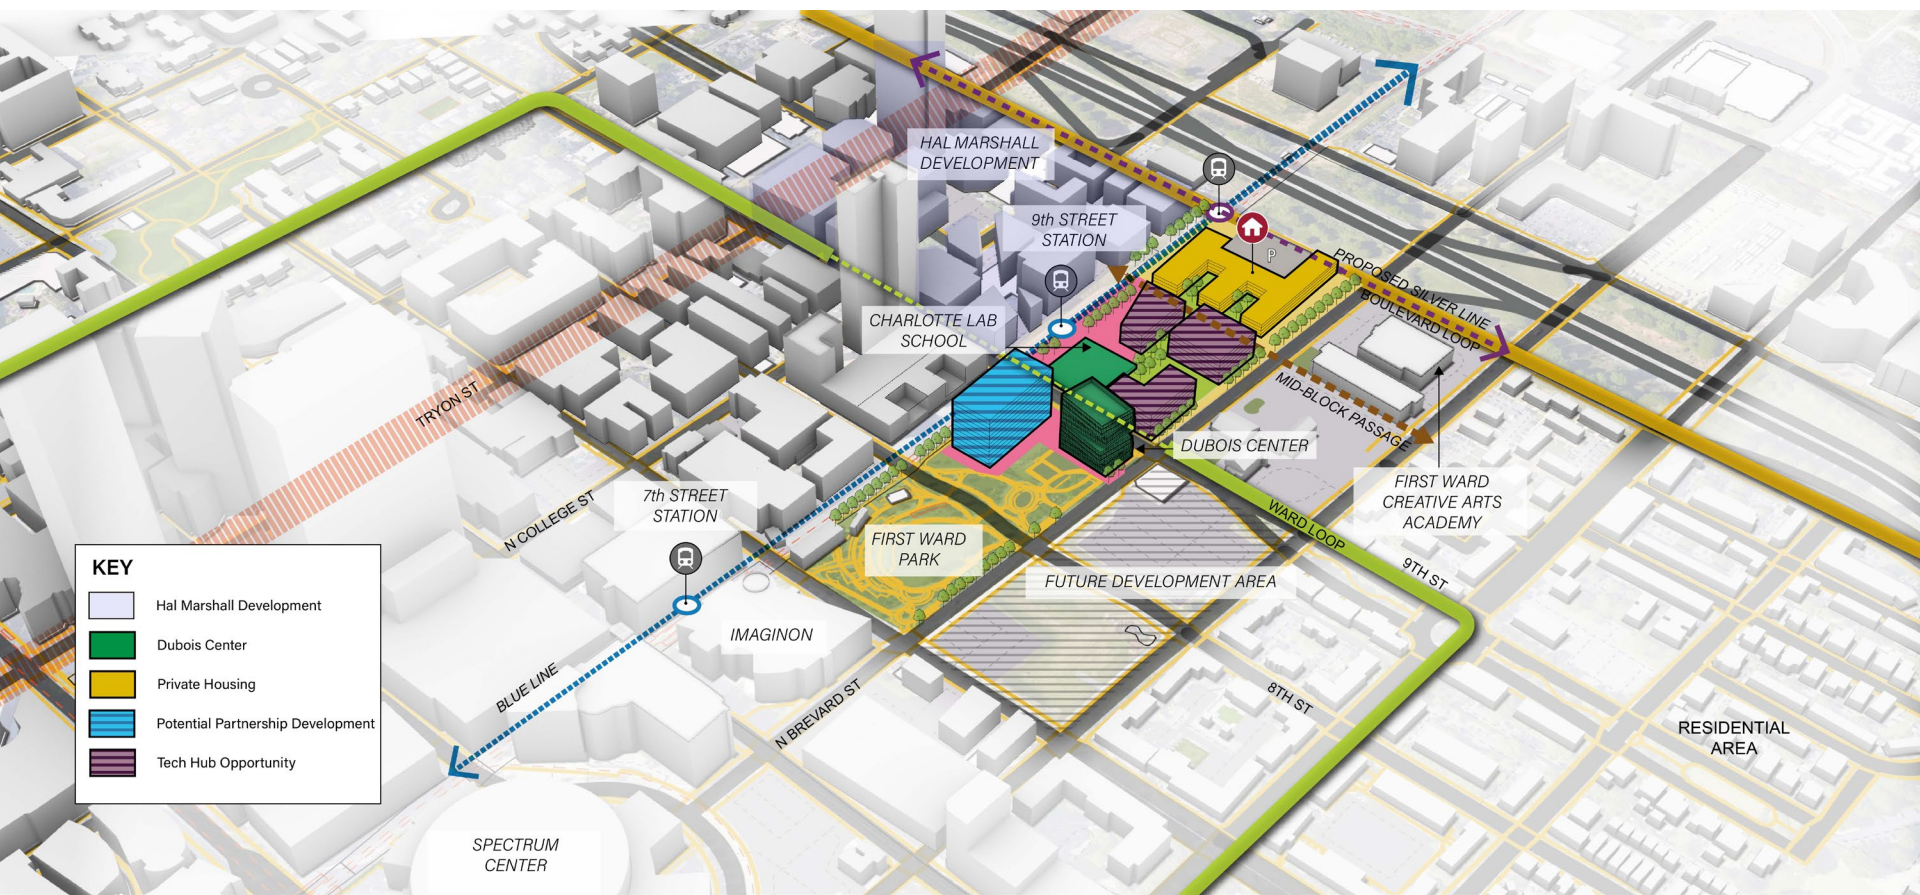 HAL MARSHALL
DEVELOPMENT
9th STREET
STATION
P
PROPOSED SILVER LINE
BOULEVARD LOOP
CHARLOTTE LAB
SCHOOL
MID-BLOCK PASSAGE
TRYON ST
DUBOIS CENTER
FIRST WARD
CREATIVE ARTS
ACADEMY
7th STREET
STATION
N COLLEGE ST
WARD LOOP
FIRST WARD
PARK
9TH ST
FUTURE DEVELOPMENT AREA
IMAGINON
BLUE LINE
N BREVARD ST
8TH ST
RESIDENTIAL
AREA
SPECTRUM
CENTER
KEY
Hal Marshall Development
Dubois Center
Private Housing
Potential Partnership Development
Tech Hub Opportunity